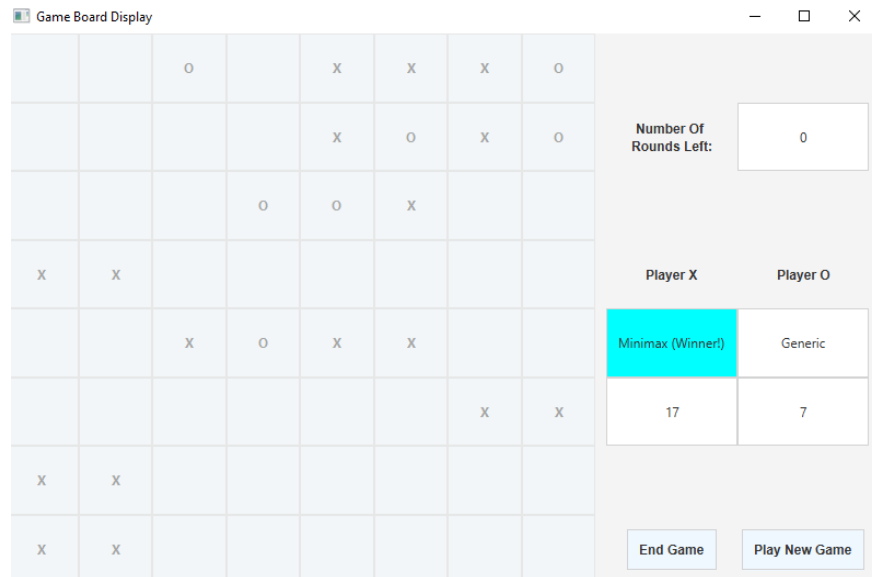 Game Board Display
O X X X O
X O X O
Number Of
Rounds Left:
0
O O X
X X
Player X Player O
X O X X
Minimax (Winner!) Generic
X X
17 7
X X
X X
End Game Play New Game